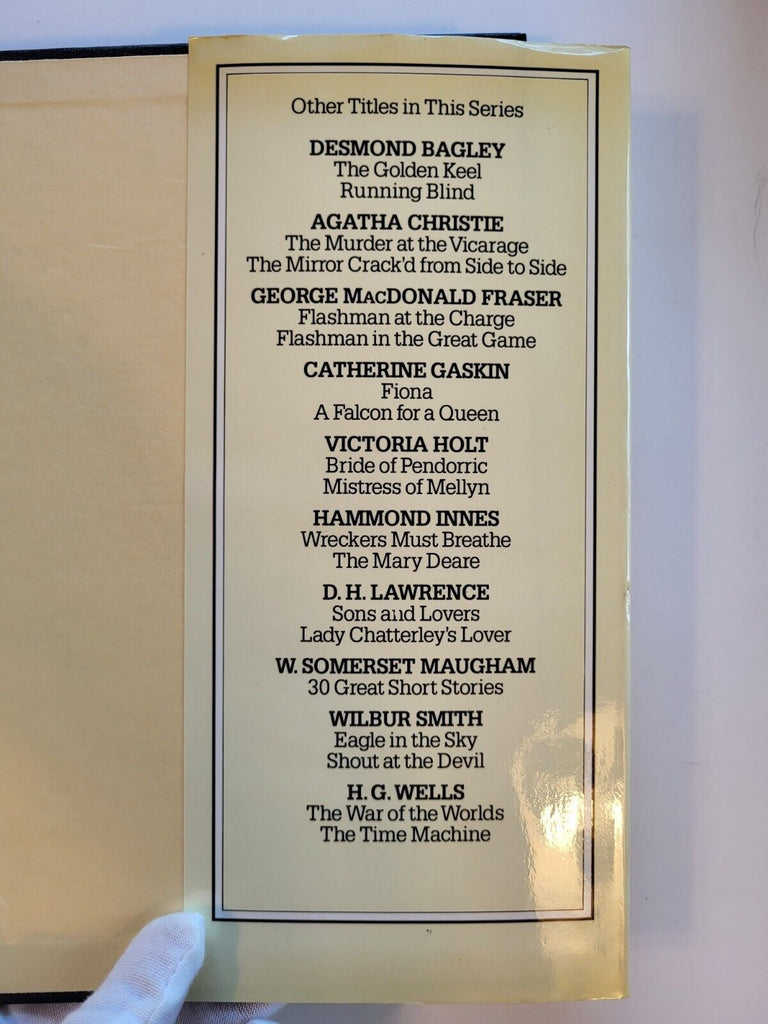 Other Titles in This Series
DESMOND BAGLEY
The Golden Keel
Running Blind
AGATHA CHRISTIE
The Murder at the Vicarage
The Mirror Crack'd from Side to Side
GEORGE MACDONALD FRASER
Flashman at the Charge
Flashman in the Great Game
CATHERINE GASKIN
Fiona
A Falcon for a Queen
VICTORIA HOLT
Bride of Pendorric
Mistress of Mellyn
HAMMOND INNES
Wreckers Must Breathe
The Mary Deare
D. H. LAWRENCE
Sons and Lovers
Lady Chatterley's Lover
W. SOMERSET MAUGHAM
30 Great Short Stories
WILBUR SMITH
Eagle in the Sky
Shout at the Devil
H. G. WELLS
The War of the Worlds
The Time Machine